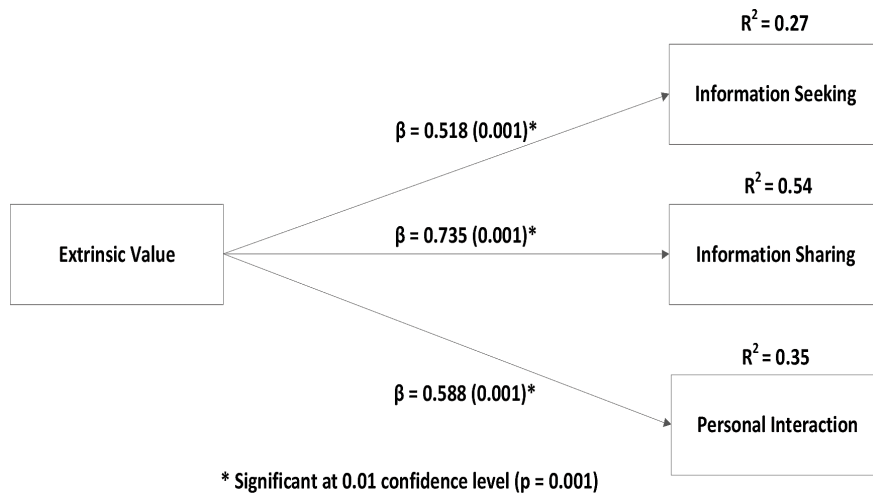 R² = 0.27
Information Seeking
β = 0.518 (0.001)*
R² = 0.54
Extrinsic Value
β = 0.735 (0.001)*
Information Sharing
R² = 0.35
β = 0.588 (0.001)*
Personal Interaction
* Significant at 0.01 confidence level (p = 0.001)